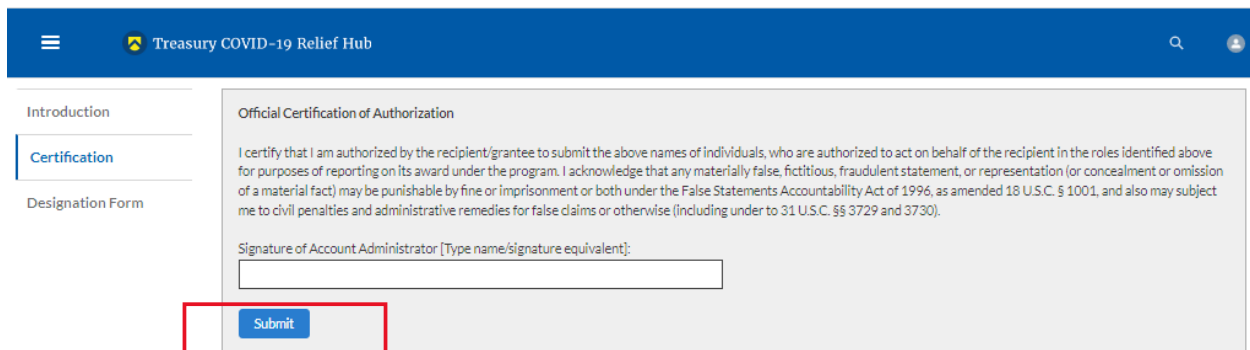 Treasury COVID-19 Relief Hub
Introduction
Certification
Designation Form
Official Certification of Authorization
I certify that I am authorized by the recipient/grantee to submit the above names of individuals, who are authorized to act on behalf of the recipient in the roles identified above
for purposes of reporting on its award under the program. I acknowledge that any materially false, fictitious, fraudulent statement, or representation (or concealment or omission
of a material fact) may be punishable by fine or imprisonment or both under the False Statements Accountability Act of 1996, as amended 18 U.S.C. § 1001, and also may subject
me to civil penalties and administrative remedies for false claims or otherwise (including under to 31 U.S.C. §§ 3729 and 3730).
Signature of Account Administrator [Type name/signature equivalent]:
Submit